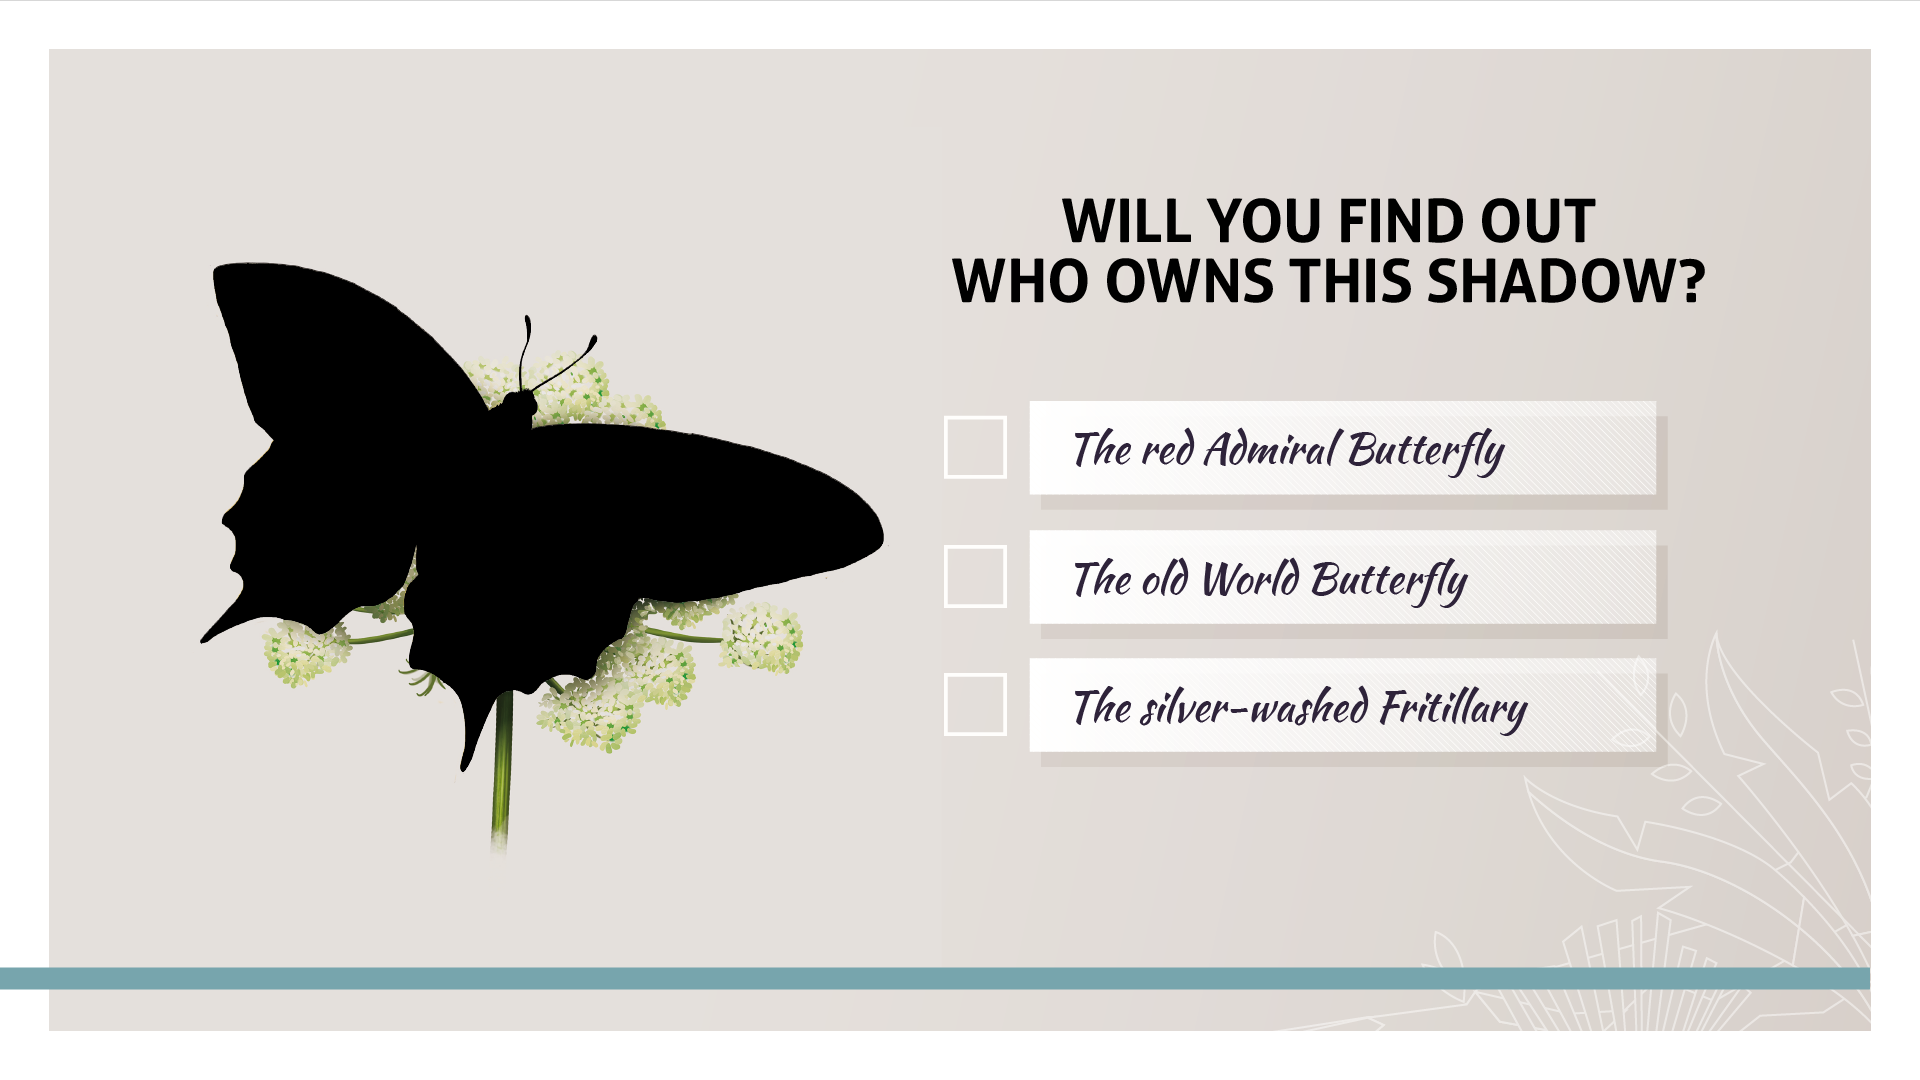 WILL YOU FIND OUT
WHO OWNS THIS SHADOW?
The red Admiral Butterfly
The old World Butterfly
The silver-washed Fritillary